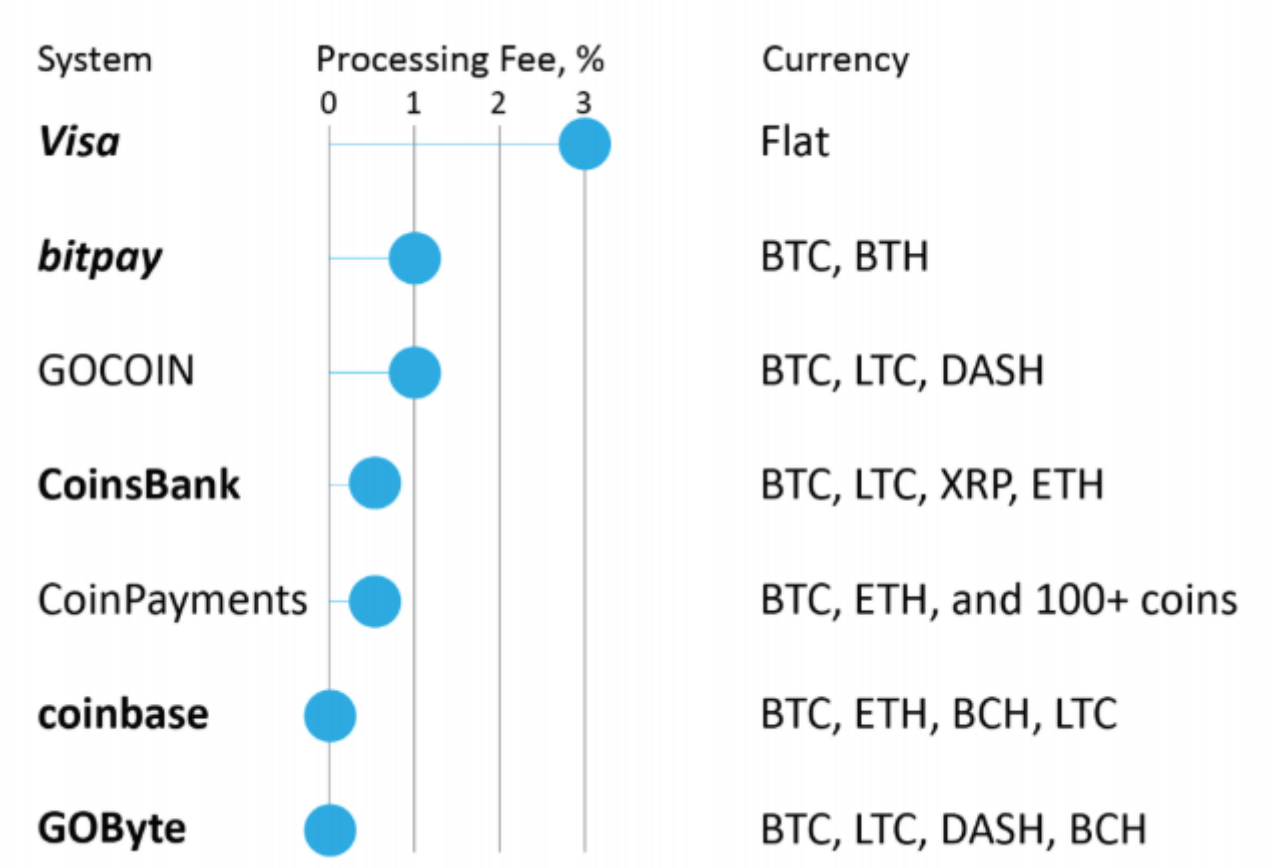 System Processing Fee, % Currency
0 1 2 3
Visa Flat
bitpay BTC, BTH
GOCOIN BTC, LTC, DASH
CoinsBank BTC, LTC, XRP, ETH
CoinPayments BTC, ETH, and 100+ coins
coinbase BTC, ETH, BCH, LTC
GOByte BTC, LTC, DASH, BCH